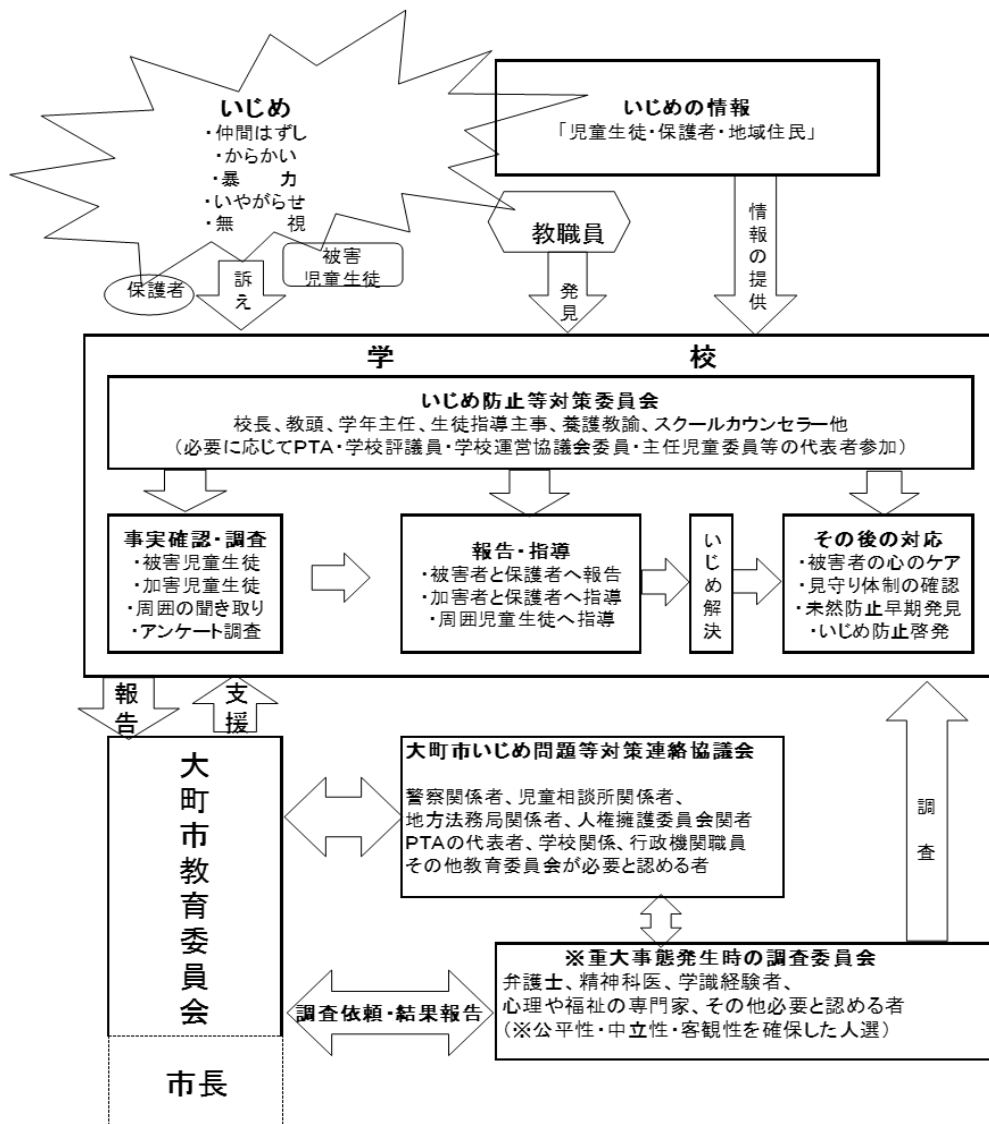 いじめ
・仲間はずし
・からかい
・暴　　力
・いやがらせ
・無　　視
いじめの情報
「児童生徒・保護者・地域住民」
教職員
被害
児童生徒
保護者
訴え
発見
情報の提供
学　　校
いじめ防止等対策委員会
校長、教頭、学年主任、生徒指導主事、養護教諭、スクールカウンセラー他
（必要に応じてPTA・学校評議員・学校運営協議会委員・主任児童委員等の代表者参加）
事実確認・調査
・被害児童生徒
・加害児童生徒
・周囲の聞き取り
・アンケート調査
報告・指導
・被害者と保護者へ報告
・加害者と保護者へ指導
・周囲児童生徒へ指導
いじめ解決
その後の対応
・被害者の心のケア
・見守り体制の確認
・未然防止早期発見
・いじめ防止啓発
報告
支援
大町市教育委員会
市長
大町市いじめ問題等対策連絡協議会
警察関係者、児童相談所関係者、
地方法務局関係者、人権擁護委員会関者
PTAの代表者、学校関係、行政機関職員
その他教育委員会が必要と認める者
調査
調査依頼・結果報告
※重大事態発生時の調査委員会
弁護士、精神科医、学識経験者、
心理や福祉の専門家、その他必要と認める者
（※公平性・中立性・客観性を確保した人選）